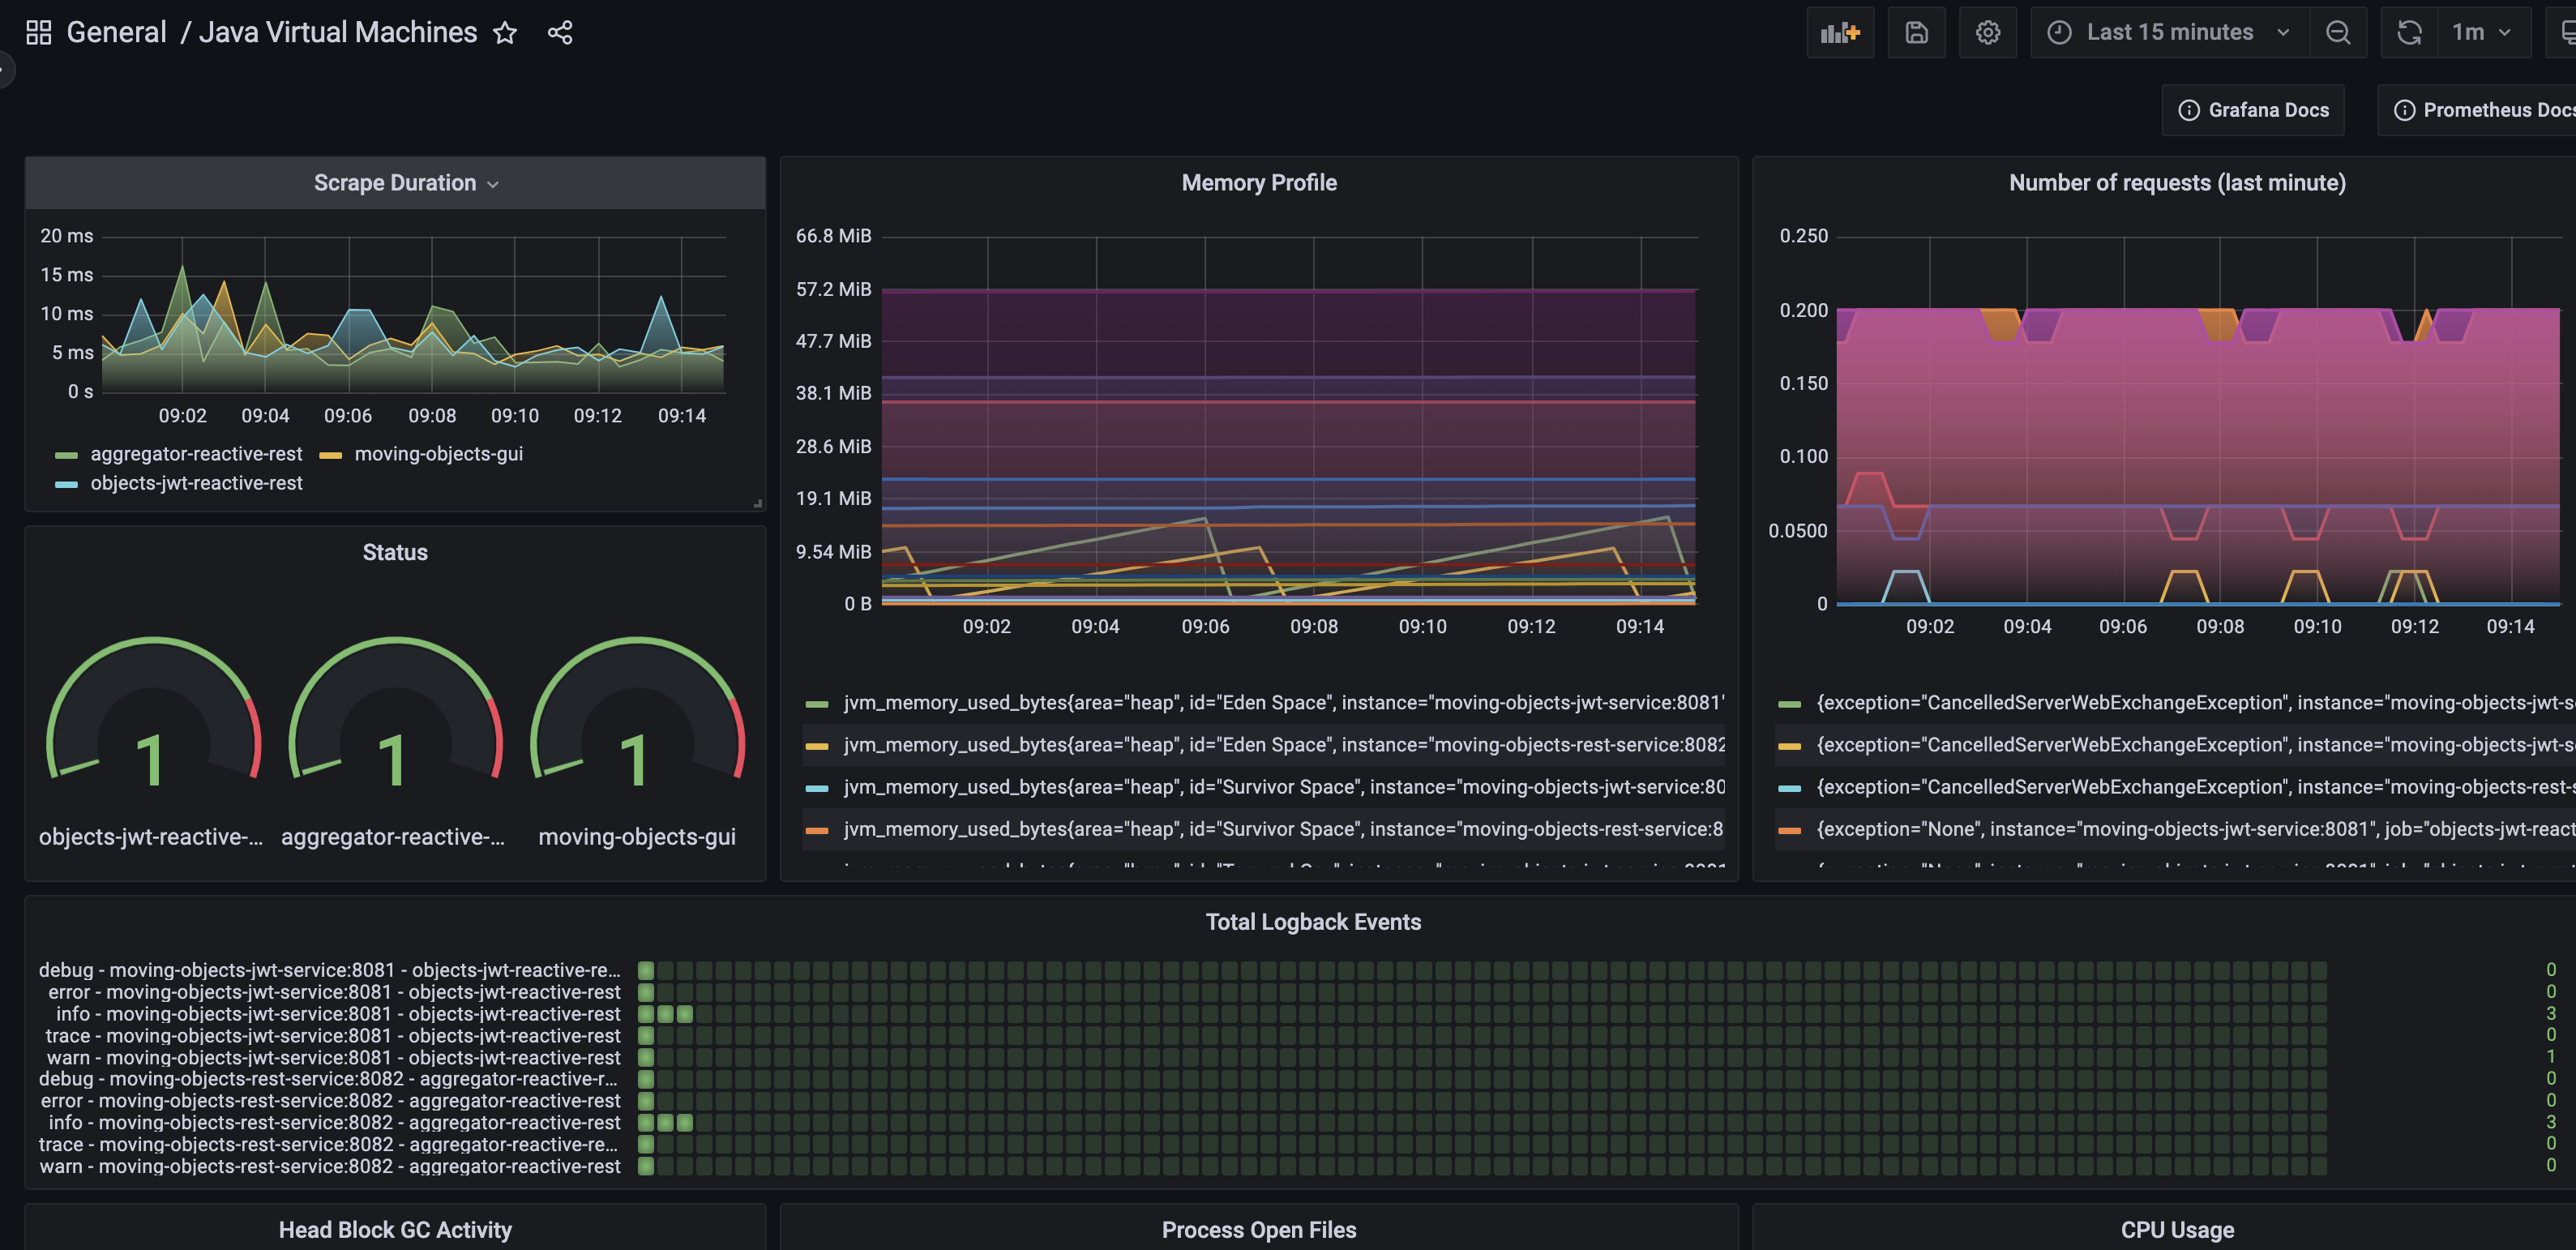 General / Java Virtual Machines
Last 15 minutes
1m
Grafana Docs
Prometheus Docs
Scrape Duration
20 ms
15 ms
10 ms
5 ms
0 s
09:02 09:04 09:06 09:08 09:10 09:12 09:14
aggregator-reactive-rest moving-objects-gui
objects-jwt-reactive-rest
Status
1 1 1
objects-jwt-reactive-... aggregator-reactive-... moving-objects-gui
Memory Profile
66.8 MiB
57.2 MiB
47.7 MiB
38.1 MiB
28.6 MiB
19.1 MiB
9.54 MiB
0 B
09:02 09:04 09:06 09:08 09:10 09:12 09:14
jvm_memory_used_bytes{area="heap", id="Eden Space", instance="moving-objects-jwt-service:8081"
jvm_memory_used_bytes{area="heap", id="Eden Space", instance="moving-objects-rest-service:8082
jvm_memory_used_bytes{area="heap", id="Survivor Space", instance="moving-objects-jwt-service:80
jvm_memory_used_bytes{area="heap", id="Survivor Space", instance="moving-objects-rest-service:8
Number of requests (last minute)
0.250
0.200
0.150
0.100
0.0500
0
09:02 09:04 09:06 09:08 09:10 09:12 09:14
{exception="CancelledServerWebExchangeException", instance="moving-objects-jwt-s
{exception="CancelledServerWebExchangeException", instance="moving-objects-jwt-s
{exception="CancelledServerWebExchangeException", instance="moving-objects-rest-s
{exception="None", instance="moving-objects-jwt-service:8081", job="objects-jwt-react
Total Logback Events
debug - moving-objects-jwt-service:8081 - objects-jwt-reactive-re... 0
error - moving-objects-jwt-service:8081 - objects-jwt-reactive-rest 0
info - moving-objects-jwt-service:8081 - objects-jwt-reactive-rest 3
trace - moving-objects-jwt-service:8081 - objects-jwt-reactive-rest 0
warn - moving-objects-jwt-service:8081 - objects-jwt-reactive-rest 1
debug - moving-objects-rest-service:8082 - aggregator-reactive-r... 0
error - moving-objects-rest-service:8082 - aggregator-reactive-rest 0
info - moving-objects-rest-service:8082 - aggregator-reactive-rest 3
trace - moving-objects-rest-service:8082 - aggregator-reactive-re... 0
warn - moving-objects-rest-service:8082 - aggregator-reactive-rest 0
Head Block GC Activity
Process Open Files
CPU Usage